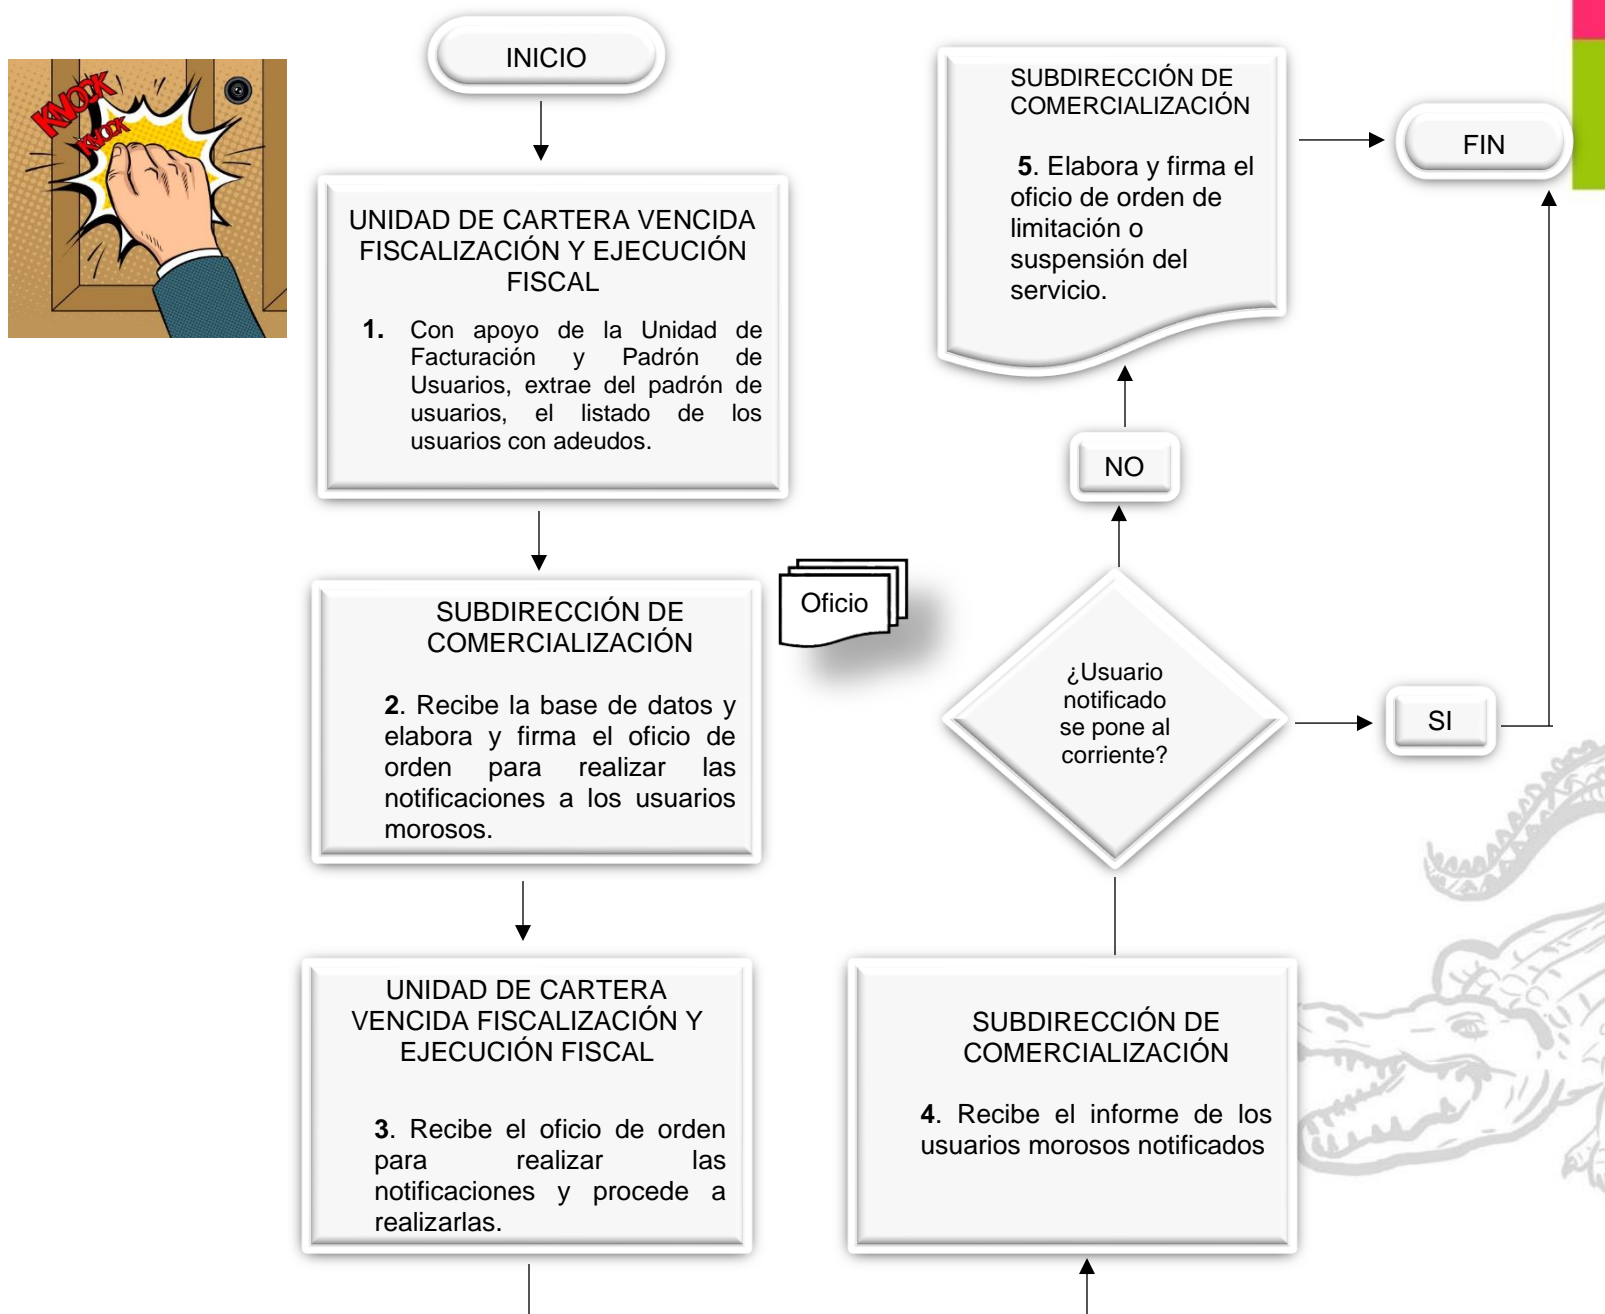 KNOCK
KNOCK
INICIO
UNIDAD DE CARTERA VENCIDA
FISCALIZACIÓN Y EJECUCIÓN
FISCAL
1. Con apoyo de la Unidad de
Facturación y Padrón de
Usuarios, extrae del padrón de
usuarios, el listado de los
usuarios con adeudos.
SUBDIRECCIÓN DE
COMERCIALIZACIÓN
2. Recibe la base de datos y
elabora y firma el oficio de
orden para realizar las
notificaciones a los usuarios
morosos.
Oficio
UNIDAD DE CARTERA
VENCIDA FISCALIZACIÓN Y
EJECUCIÓN FISCAL
3. Recibe el oficio de orden
para realizar las
notificaciones y procede a
realizarlas.
SUBDIRECCIÓN DE
COMERCIALIZACIÓN
4. Recibe el informe de los
usuarios morosos notificados
¿Usuario
notificado
se pone al
corriente?
SI
NO
SUBDIRECCIÓN DE
COMERCIALIZACIÓN
5. Elabora y firma el
oficio de orden de
limitación o
suspensión del
servicio.
FIN